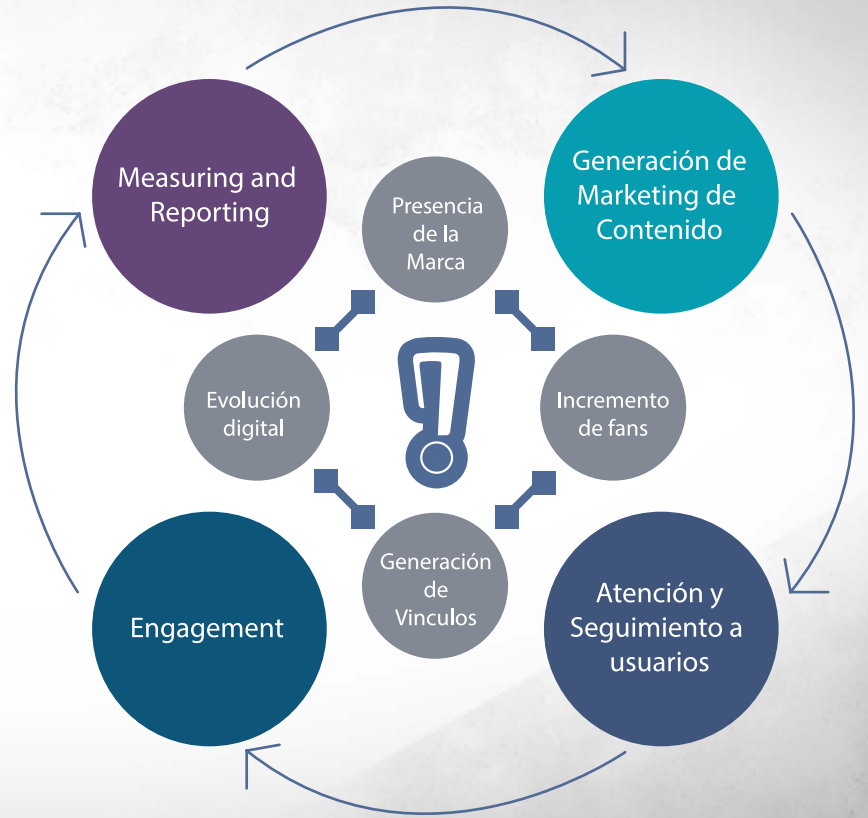 Measuring and
Reporting
Generación de
Marketing de
Contenido
Presencia
de la
Marca
Evolución
digital
Incremento
de fans
Generación
de
Vinculos
Engagement
Atención y
Seguimiento a
usuarios